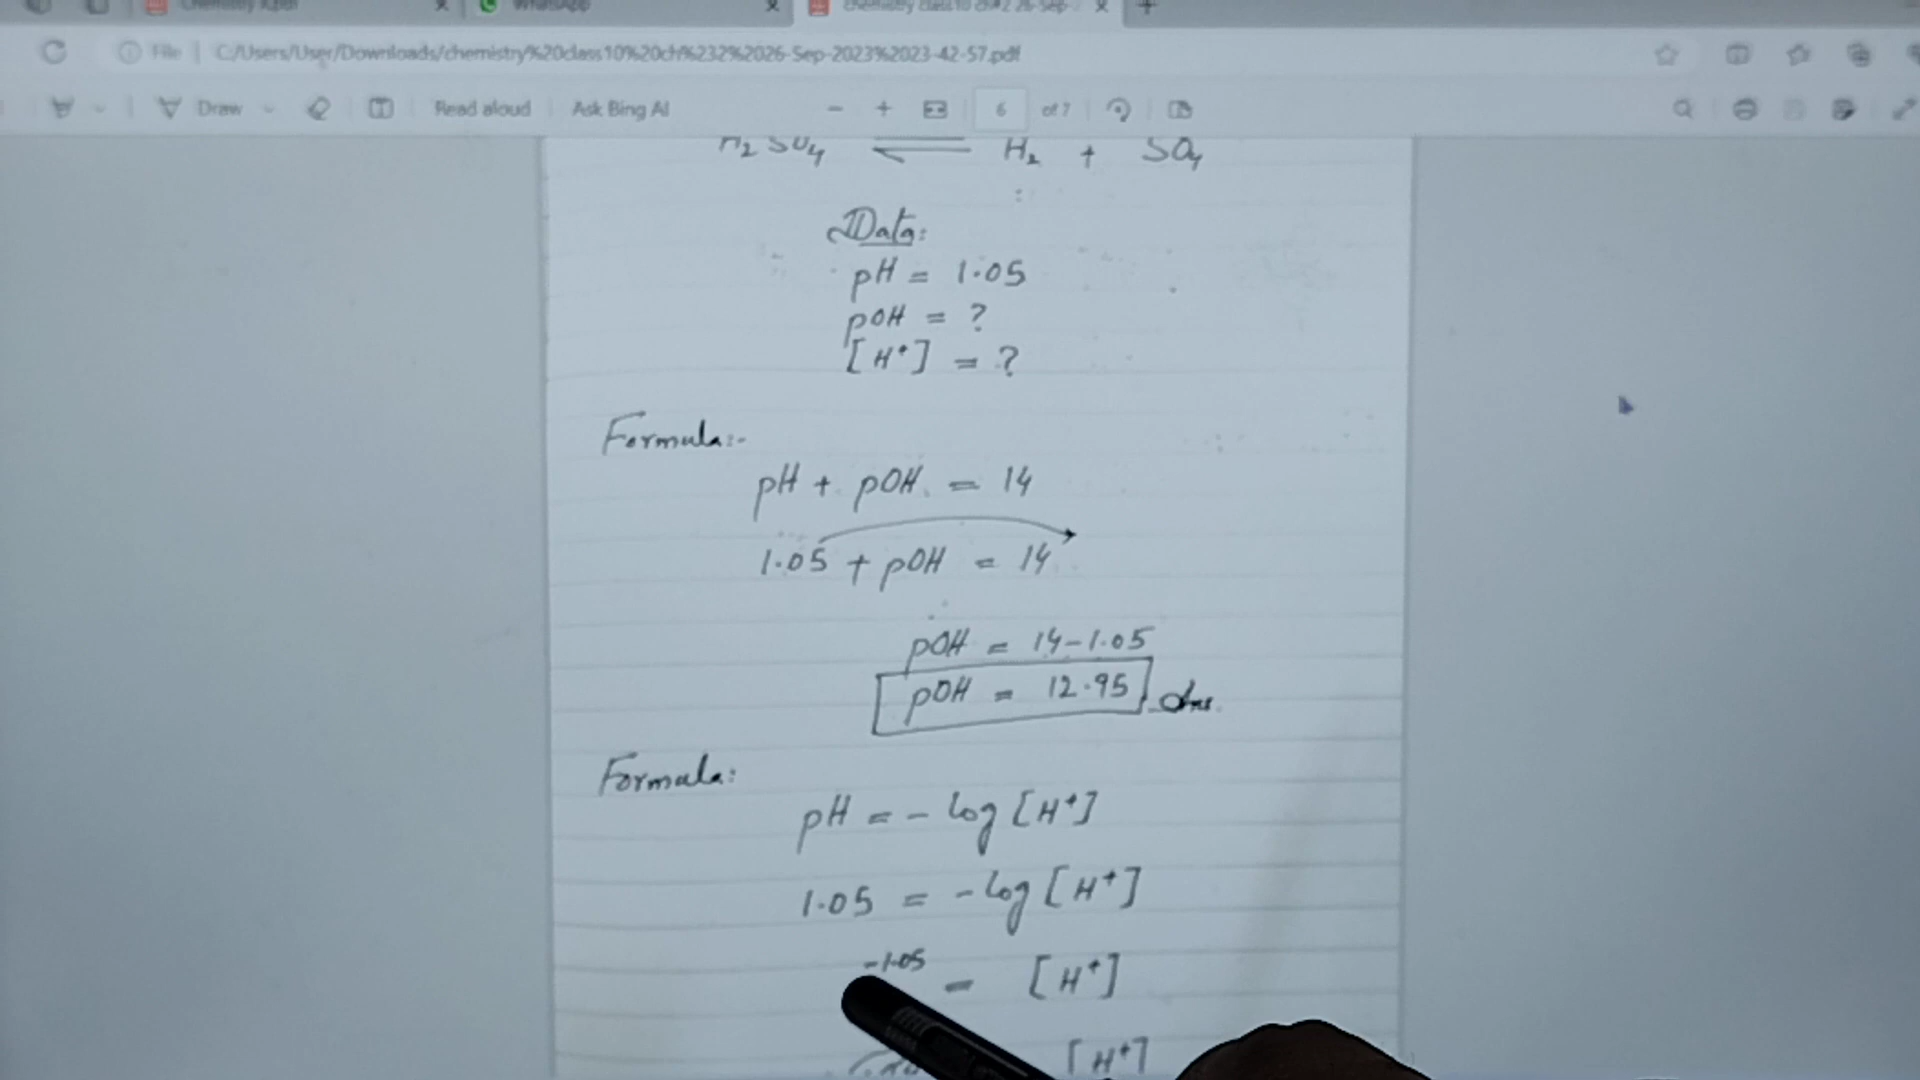 WhatsApp
File | C:/Users/User/Downloads/chemistry%20class10%20ch%232%2026-Sep-2023%2023-42-57.pdf
Draw Read aloud Ask Bing AI − + 6 of 7
H₂SO₄ ⇌ H₂ + SO₄
Data:
pH = 1.05
pOH = ?
[H⁺] = ?
Formula:-
pH + pOH = 14
1.05 + pOH = 14
pOH = 14-1.05
pOH = 12.95 Ans.
Formula:
pH = - log [H⁺]
1.05 = - log [H⁺]
-1.05 = [H⁺]
[H⁺]